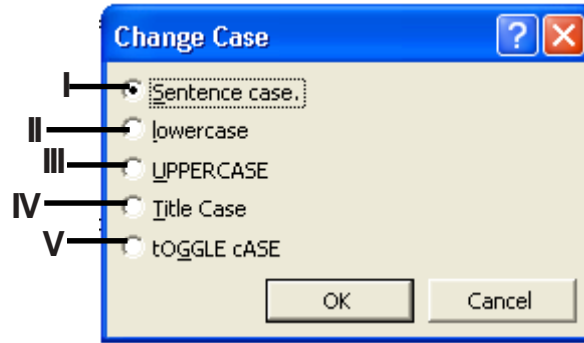 Change Case
I Sentence case.
II lowercase
III UPPERCASE
IV Title Case
V tOGGLE cASE
OK Cancel